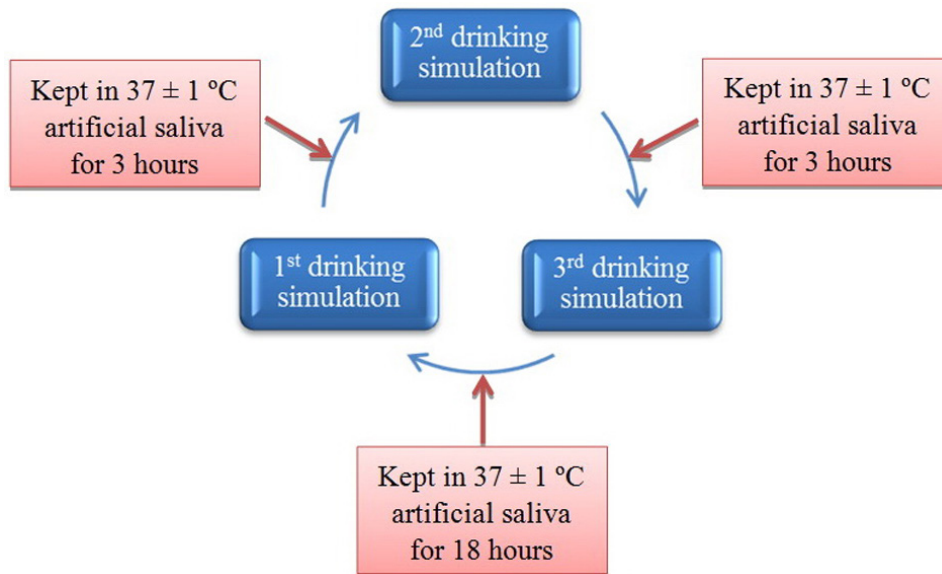 2nd drinking
simulation
Kept in 37 ± 1 ºC
artificial saliva
for 3 hours
Kept in 37 ± 1 ºC
artificial saliva
for 3 hours
1st drinking
simulation
3rd drinking
simulation
Kept in 37 ± 1 ºC
artificial saliva
for 18 hours